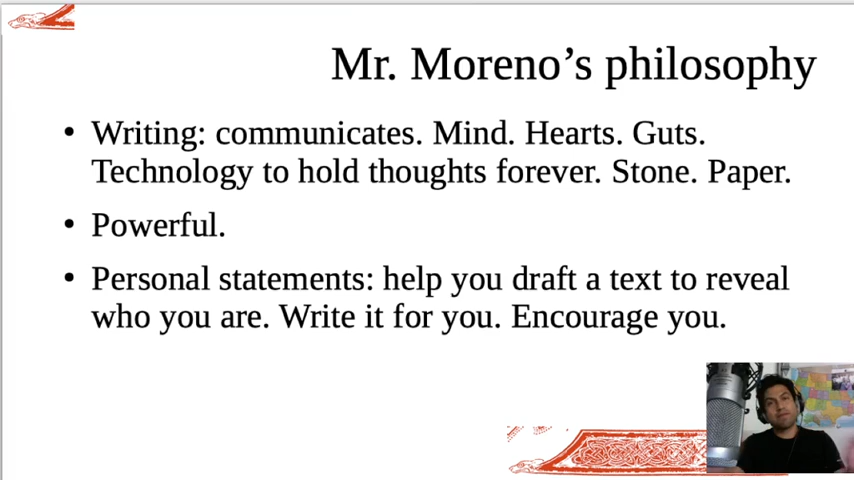 Mr. Moreno’s philosophy
• Writing: communicates. Mind. Hearts. Guts.
Technology to hold thoughts forever. Stone. Paper.
• Powerful.
• Personal statements: help you draft a text to reveal
who you are. Write it for you. Encourage you.